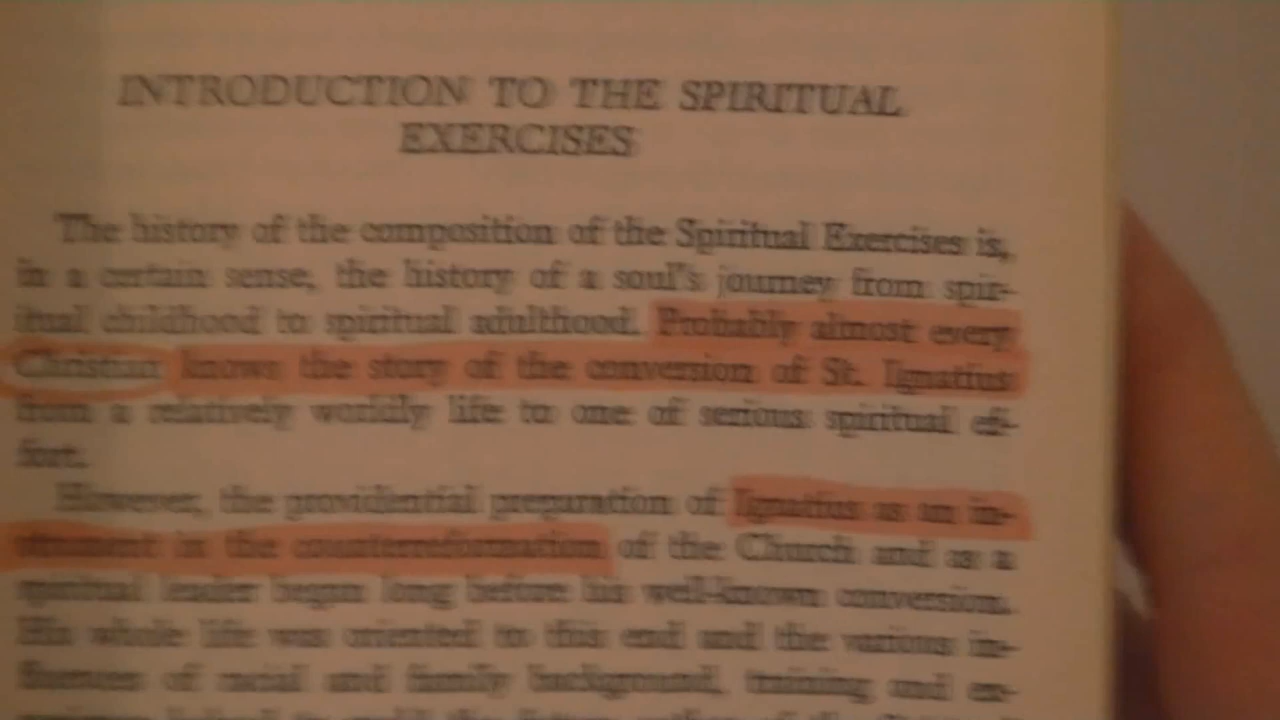 INTRODUCTION TO THE SPIRITUAL
EXERCISES
The history of the composition of the Spiritual Exercises is,
in a certain sense, the history of a soul's journey from spir-
itual childhood to spiritual adulthood. Probably almost every
Christian knows the story of the conversion of St. Ignatius
from a relatively worldly life to one of serious spiritual ef-
fort.
However, the providential preparation of Ignatius as an in-
strument in the counterreformation of the Church and as a
spiritual leader began long before his well-known conversion.
His whole life was oriented to this end and the various in-
fluences of racial and family background, training and ex-